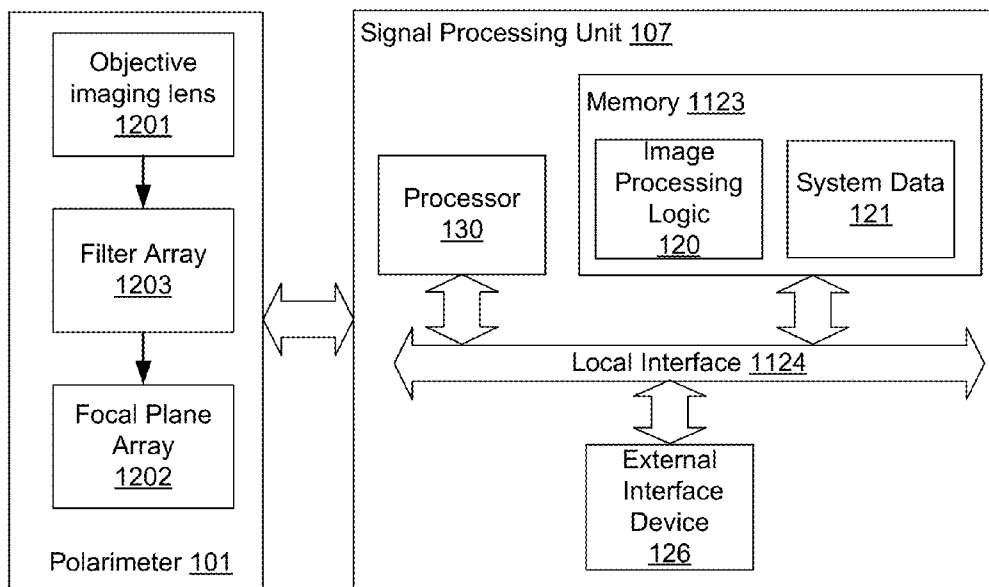 Objective
imaging lens
1201
Filter Array
1203
Focal Plane
Array
1202
Polarimeter 101
Signal Processing Unit 107
Processor
130
Memory 1123
Image
Processing
Logic
120
System Data
121
Local Interface 1124
External
Interface
Device
126